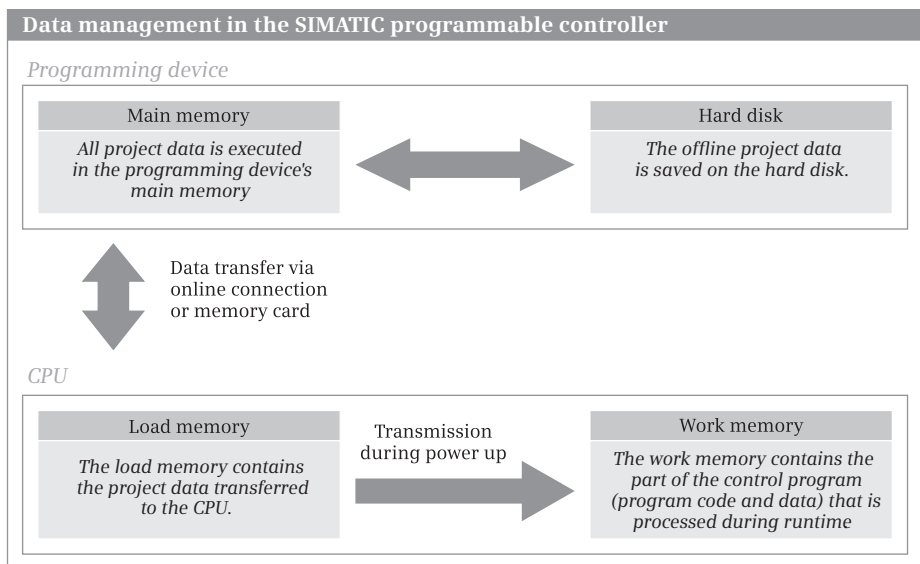 Data management in the SIMATIC programmable controller
Programming device
Main memory
All project data is executed
in the programming device's
main memory
Hard disk
The offline project data
is saved on the hard disk.
Data transfer via
online connection
or memory card
CPU
Load memory
The load memory contains
the project data transferred
to the CPU.
Transmission
during power up
Work memory
The work memory contains the
part of the control program
(program code and data) that is
processed during runtime